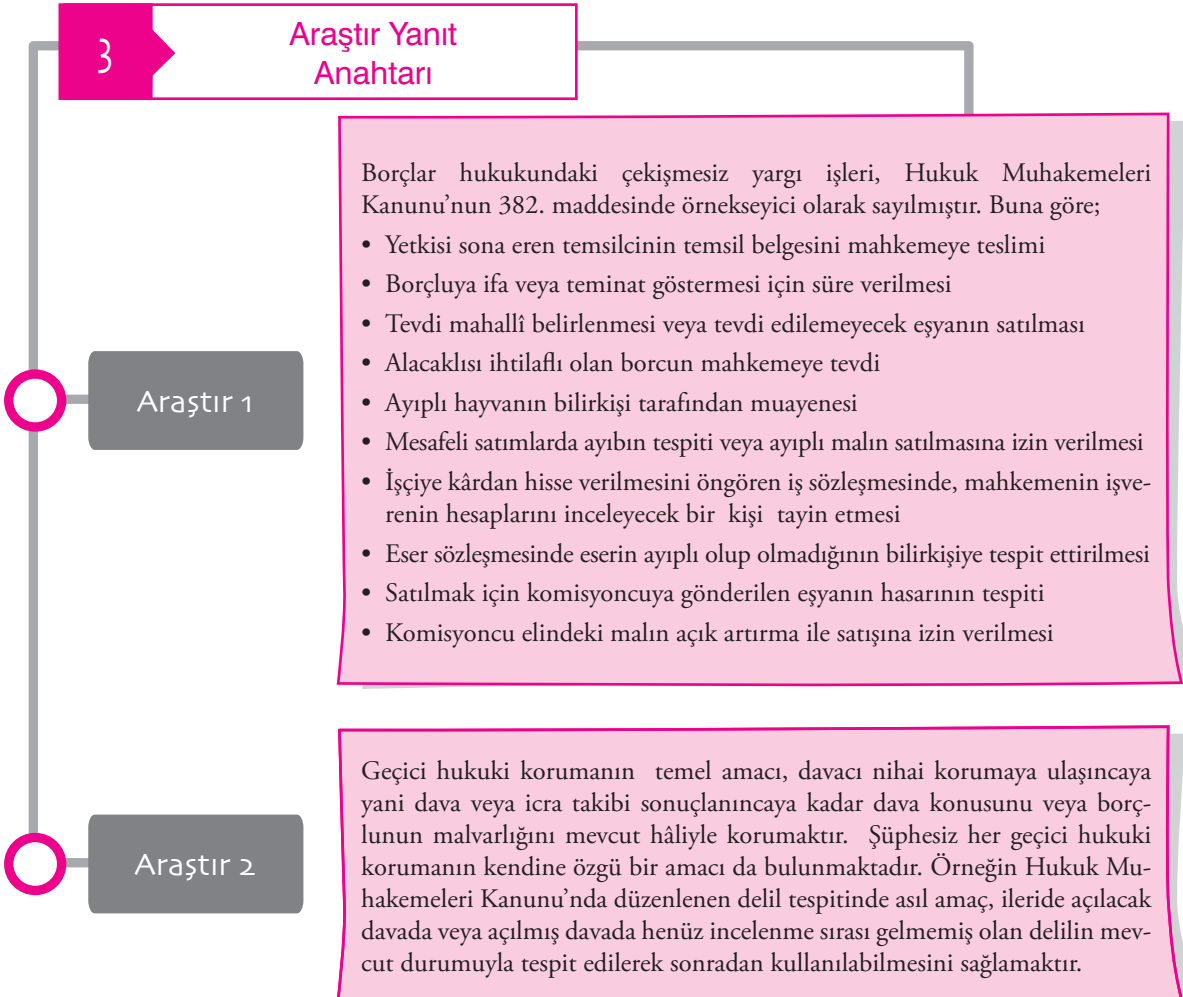 3
Araştır Yanıt
Anahtarı
Araştır 1
Borçlar hukukundaki çekişmesiz yargı işleri, Hukuk Muhakemeleri
Kanunu’nun 382. maddesinde örnekseyici olarak sayılmıştır. Buna göre;
• Yetkisi sona eren temsilcinin temsil belgesini mahkemeye teslimi
• Borçluya ifa veya teminat göstermesi için süre verilmesi
• Tevdi mahallî belirlenmesi veya tevdi edilemeyecek eşyanın satılması
• Alacaklısı ihtilaflı olan borcun mahkemeye tevdi
• Ayıplı hayvanın bilirkişi tarafından muayenesi
• Mesafeli satımlarda ayıbın tespiti veya ayıplı malın satılmasına izin verilmesi
• İşçiye kârdan hisse verilmesini öngören iş sözleşmesinde, mahkemenin işve-
renin hesaplarını inceleyecek bir kişi tayin etmesi
• Eser sözleşmesinde eserin ayıplı olup olmadığının bilirkişiye tespit ettirilmesi
• Satılmak için komisyoncuya gönderilen eşyanın hasarının tespiti
• Komisyoncu elindeki malın açık artırma ile satışına izin verilmesi
Araştır 2
Geçici hukuki korumanın temel amacı, davacı nihai korumaya ulaşıncaya
yani dava veya icra takibi sonuçlanıncaya kadar dava konusunu veya borç-
lunun malvarlığını mevcut hâliyle korumaktır. Şüphesiz her geçici hukuki
korumanın kendine özgü bir amacı da bulunmaktadır. Örneğin Hukuk Mu-
hakemeleri Kanunu’nda düzenlenen delil tespitinde asıl amaç, ileride açılacak
davada veya açılmış davada henüz incelenme sırası gelmemiş olan delilin mev-
cut durumuyla tespit edilerek sonradan kullanılabilmesini sağlamaktır.